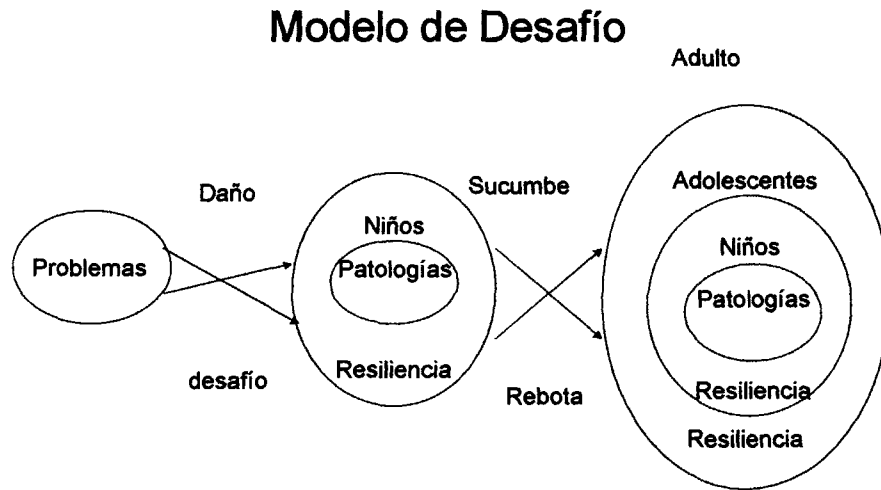 Modelo de Desafío
Adulto
Daño
Sucumbe
Adolescentes
Niños
Niños
Problemas
Patologías
Patologías
desafío
Resiliencia
Rebota
Resiliencia
Resiliencia